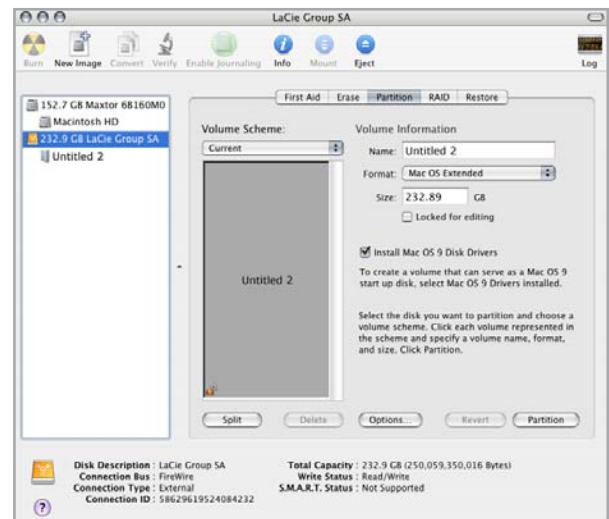 LaCie Group SA
Burn New Image Convert Verify Enable Journaling Info Mount Eject Log
152.7 GB Maxtor 6B160M0
Macintosh HD
232.9 GB LaCie Group SA
Untitled 2
First Aid Erase Partition RAID Restore
Volume Scheme:
Current
Untitled 2
Volume Information
Name: Untitled 2
Format: Mac OS Extended
Size: 232.89 GB
Locked for editing
Install Mac OS 9 Disk Drivers
To create a volume that can serve as a Mac OS 9
start up disk, select Mac OS 9 Drivers installed.
Select the disk you want to partition and choose a
volume scheme. Click each volume represented in
the scheme and specify a volume name, format,
and size. Click Partition.
Split Delete Options... Revert Partition
Disk Description : LaCie Group SA
Connection Bus : FireWire
Connection Type : External
Connection ID : 58629619524084232
Total Capacity : 232.9 GB (250,059,350,016 Bytes)
Write Status : Read/Write
S.M.A.R.T. Status : Not Supported
?